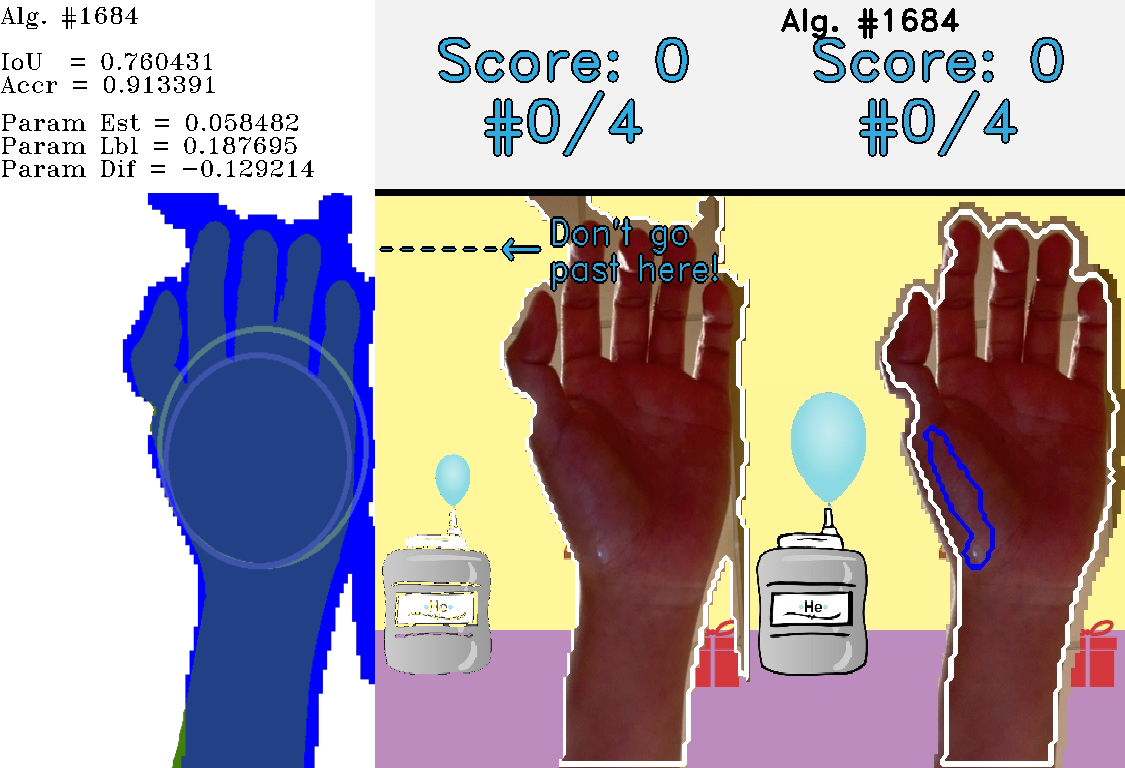 Alg. #1684
IoU = 0.760431
Accr = 0.913391
Param Est = 0.058482
Param Lbl = 0.187695
Param Dif = −0.129214
Score: 0
#0/4
Don't go
past here!
He
Alg. #1684
Score: 0
#0/4
He